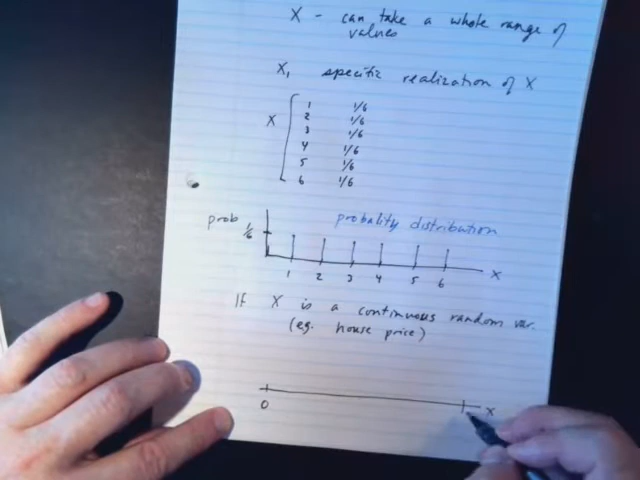 X - can take a whole range of
values
X, specific realization of X
1 1/6
2 1/6
X 3 1/6
4 1/6
5 1/6
6 1/6
prob 1/6 probality distribution
1 2 3 4 5 6 X
If X is a continuous random var.
(eg. house price)
0 X